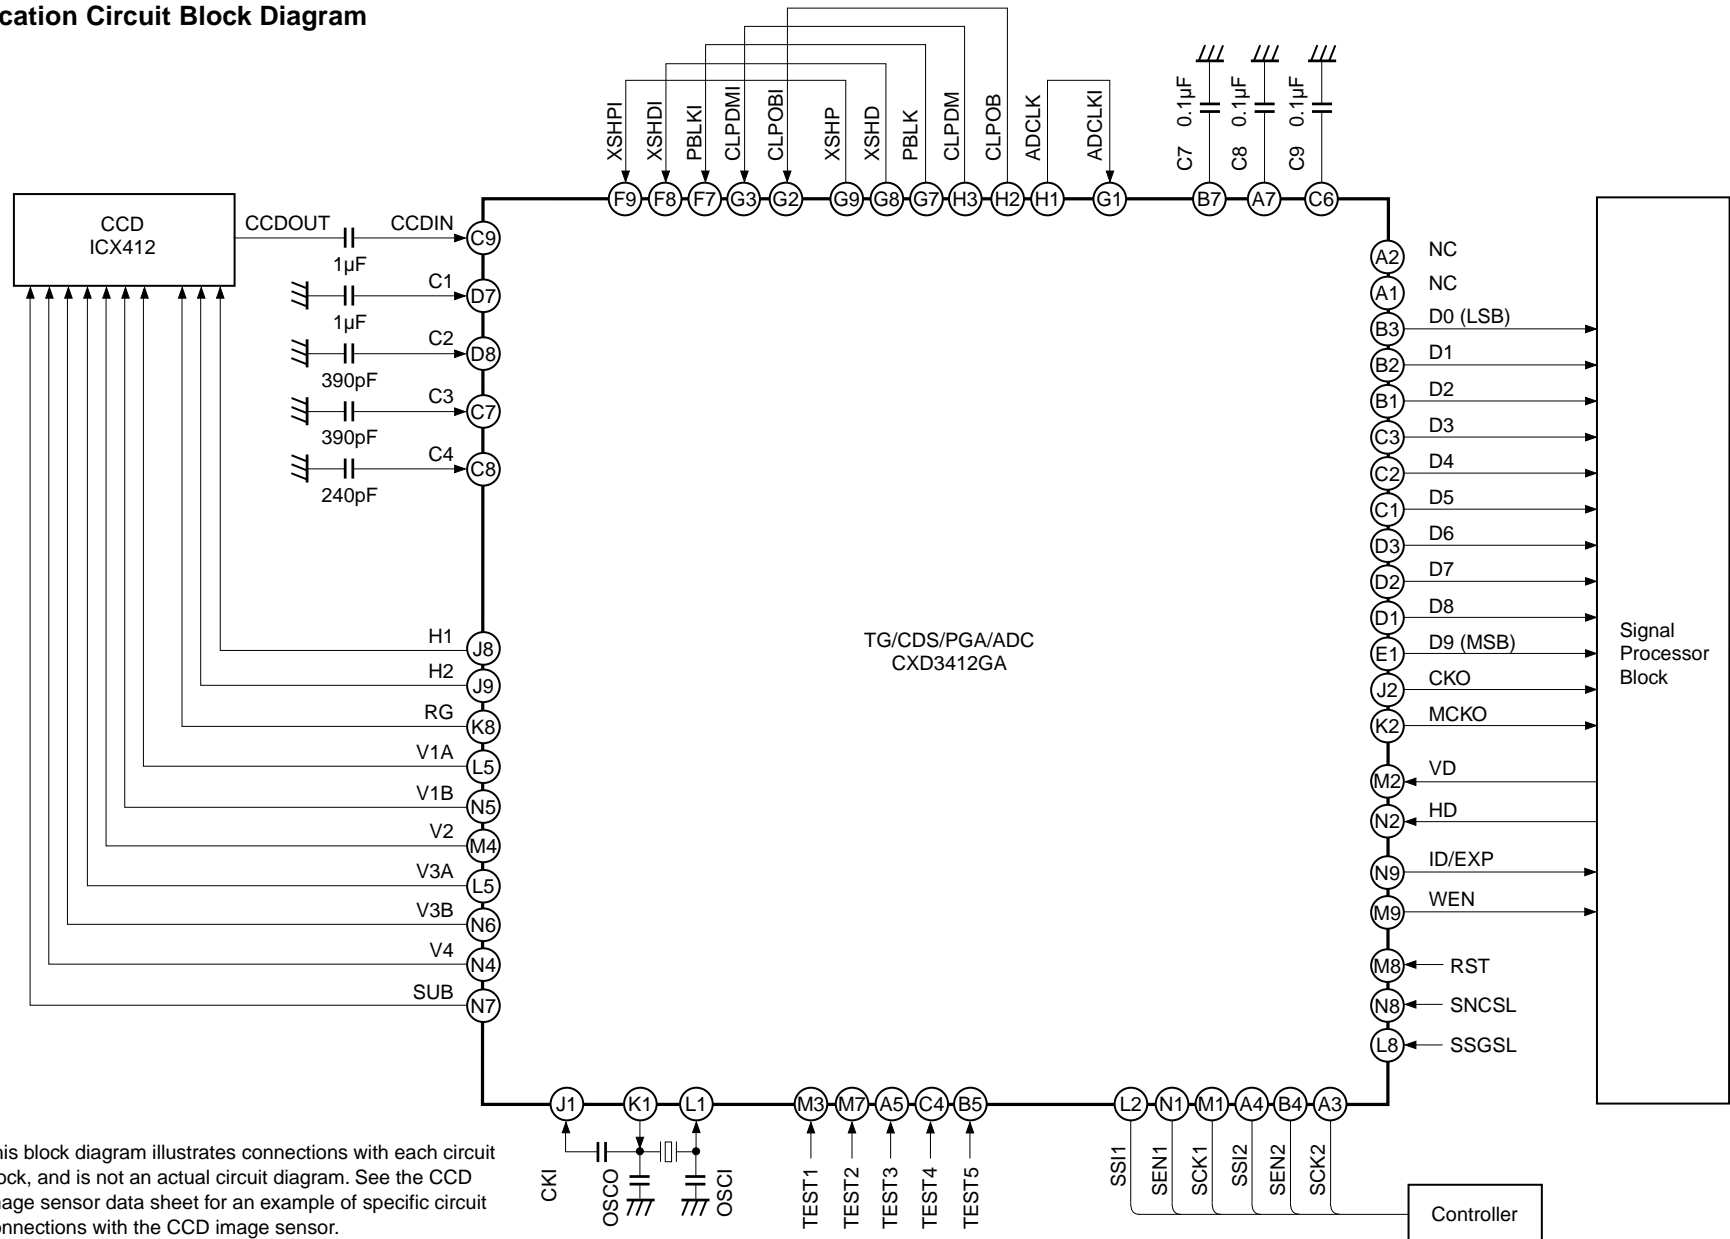 cation Circuit Block Diagram
XSHPI
XSHDI
PBLKI
CLPDMI
CLPOBI
XSHP
XSHD
PBLK
CLPDM
CLPOB
ADCLK
ADCLKI
C7 0.1µF
C8 0.1µF
C9 0.1µF
F9 F8 F7 G3 G2 G9 G8 G7 H3 H2 H1 G1 B7 A7 C6
CCD
ICX412
CCDOUT
CCDIN
C9
1µF
C1
D7
1µF
C2
D8
390pF
C3
C7
390pF
C4
C8
240pF
H1
J8
H2
J9
RG
K8
V1A
L5
V1B
N5
V2
M4
V3A
L5
V3B
N6
V4
N4
SUB
N7
TG/CDS/PGA/ADC
CXD3412GA
A2 NC
A1 NC
B3 D0 (LSB)
B2 D1
B1 D2
C3 D3
C2 D4
C1 D5
D3 D6
D2 D7
D1 D8
E1 D9 (MSB)
J2 CKO
K2 MCKO
M2 VD
N2 HD
N9 ID/EXP
M9 WEN
M8 RST
N8 SNCSL
L8 SSGSL
Signal
Processor
Block
J1 K1 L1 M3 M7 A5 C4 B5 L2 N1 M1 A4 B4 A3
CKI
OSCO
OSCI
TEST1
TEST2
TEST3
TEST4
TEST5
SSI1
SEN1
SCK1
SSI2
SEN2
SCK2
Controller
his block diagram illustrates connections with each circuit
ock, and is not an actual circuit diagram. See the CCD
nage sensor data sheet for an example of specific circuit
onnections with the CCD image sensor.